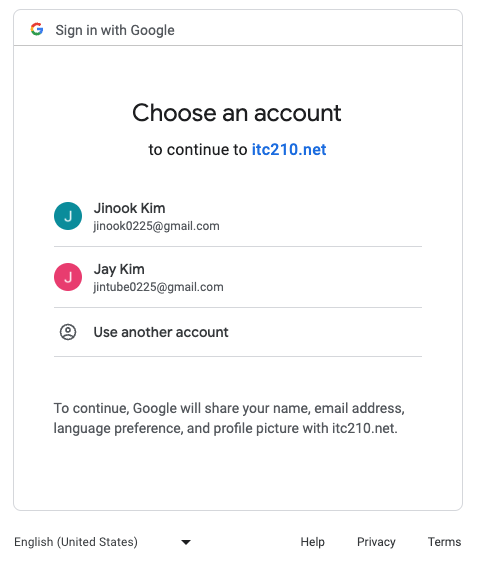 Sign in with Google
Choose an account
to continue to itc210.net
J
Jinook Kim
jinook0225@gmail.com
J
Jay Kim
jintube0225@gmail.com
Use another account
To continue, Google will share your name, email address,
language preference, and profile picture with itc210.net.
English (United States) Help Privacy Terms